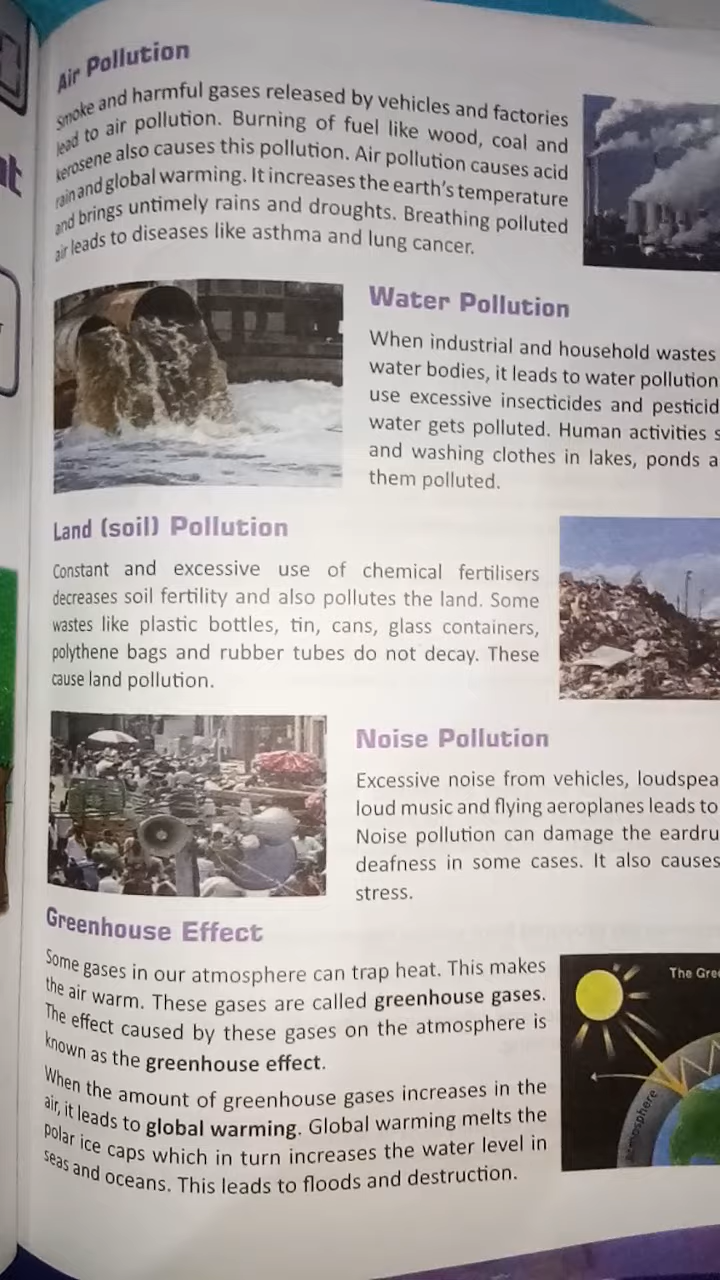 Air Pollution
Smoke and harmful gases released by vehicles and factories
lead to air pollution. Burning of fuel like wood, coal and
kerosene also causes this pollution. Air pollution causes acid
rain and global warming. It increases the earth's temperature
and brings untimely rains and droughts. Breathing polluted
air leads to diseases like asthma and lung cancer.
Water Pollution
When industrial and household wastes
water bodies, it leads to water pollution
use excessive insecticides and
water gets polluted. Human activities
and washing clothes in lakes, ponds
them polluted.
Land (soil) Pollution
Constant and excessive use of chemical fertilisers
decreases soil fertility and also pollutes the land. Some
wastes like plastic bottles, tin, cans, glass containers,
polythene bags and rubber tubes do not decay. These
cause land pollution.
Noise Pollution
Excessive noise from vehicles,
loud music and flying aeroplanes leads to
Noise pollution can damage the
deafness in some cases. It also causes
stress.
Greenhouse Effect
Some gases in our atmosphere can trap heat. This makes
the air warm. These gases are called greenhouse gases.
The effect caused by these gases on the atmosphere is
known as the greenhouse effect.
When the amount of greenhouse gases increases in the
air, it leads to global warming. Global warming melts the
polar ice caps which in turn increases the water level in
seas and oceans. This leads to floods and destruction.
The
atmosphere